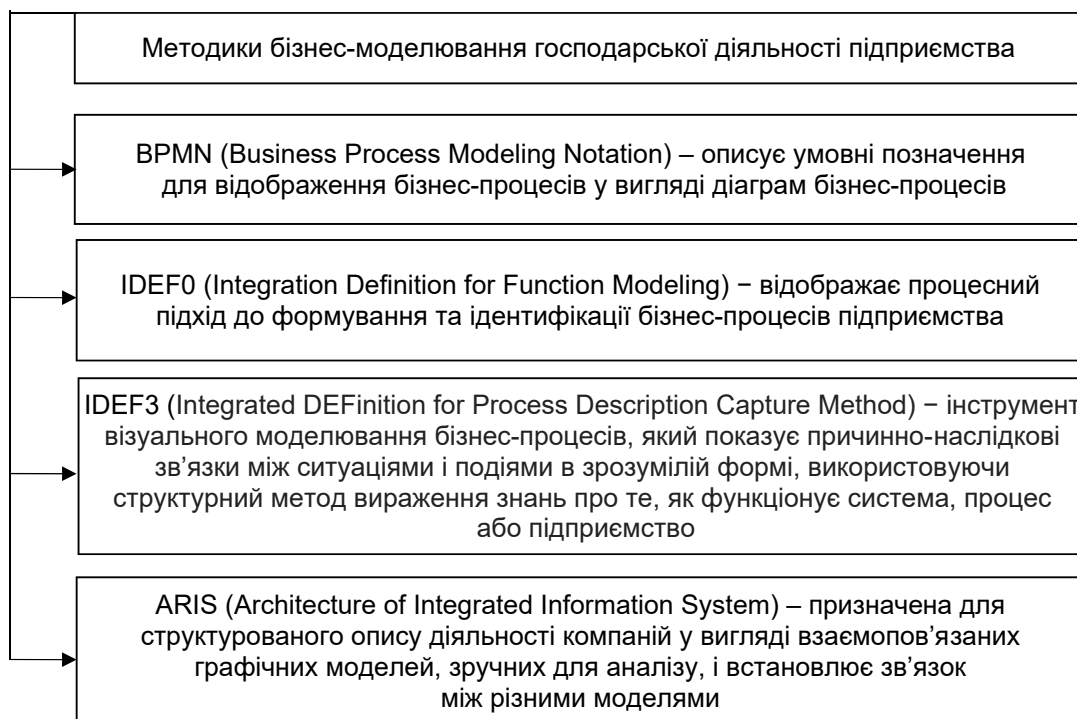 Методики бізнес-моделювання господарської діяльності підприємства
BPMN (Business Process Modeling Notation) – описує умовні позначення
для відображення бізнес-процесів у вигляді діаграм бізнес-процесів
IDEF0 (Integration Definition for Function Modeling) − відображає процесний
підхід до формування та ідентифікації бізнес-процесів підприємства
IDEF3 (Integrated DEFinition for Process Description Capture Method) − інструмент
візуального моделювання бізнес-процесів, який показує причинно-наслідкові
зв’язки між ситуаціями і подіями в зрозумілій формі, використовуючи
структурний метод вираження знань про те, як функціонує система, процес
або підприємство
ARIS (Architecture of Integrated Information System) – призначена для
структурованого опису діяльності компаній у вигляді взаємопов’язаних
графічних моделей, зручних для аналізу, і встановлює зв’язок
між різними моделями